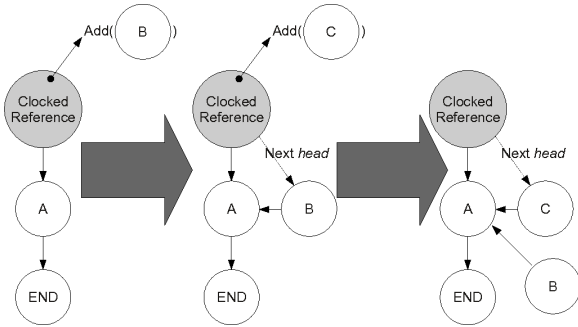 Add( B )
Clocked
Reference
A
END
Add( C )
Clocked
Reference
Next head
A
B
END
Clocked
Reference
Next head
A
C
B
END